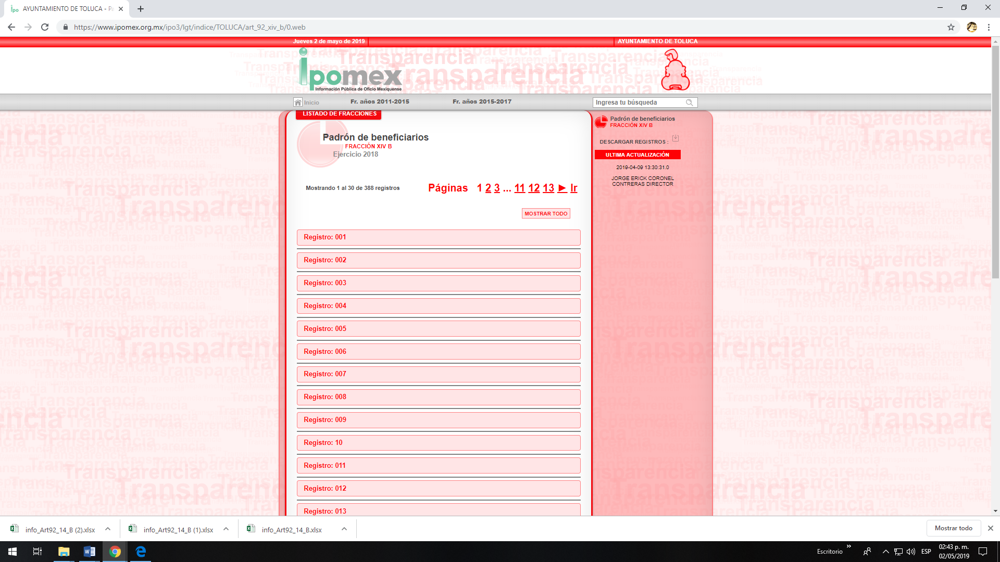 AYUNTAMIENTO DE TOLUCA - Pa
https://www.ipomex.org.mx/ipo3/lgt/indice/TOLUCA/art_92_xiv_b/0.web
Jueves 2 de mayo de 2019
AYUNTAMIENTO DE TOLUCA
ipomex
Información Pública de Oficio Mexiquense
Transparencia
Inicio
Fr. años 2011-2015
Fr. años 2015-2017
Ingresa tu búsqueda
LISTADO DE FRACCIONES
Padrón de beneficiarios
FRACCIÓN XIV B
Ejercicio 2018
Mostrando 1 al 30 de 388 registros
Páginas 1 2 3 ... 11 12 13 ► Ir
MOSTRAR TODO
Registro: 001
Registro: 002
Registro: 003
Registro: 004
Registro: 005
Registro: 006
Registro: 007
Registro: 008
Registro: 009
Registro: 10
Registro: 011
Registro: 012
Registro: 013
Padrón de beneficiarios
FRACCIÓN XIV B
DESCARGAR REGISTROS :
ULTIMA ACTUALIZACIÓN
2019-04-09 13:30:31.0
JORGE ERICK CORONEL
CONTRERAS DIRECTOR
info_Art92_14_B (2).xlsx
info_Art92_14_B (1).xlsx
info_Art92_14_B.xlsx
Mostrar todo
Escritorio
ESP
02:43 p. m.
02/05/2019